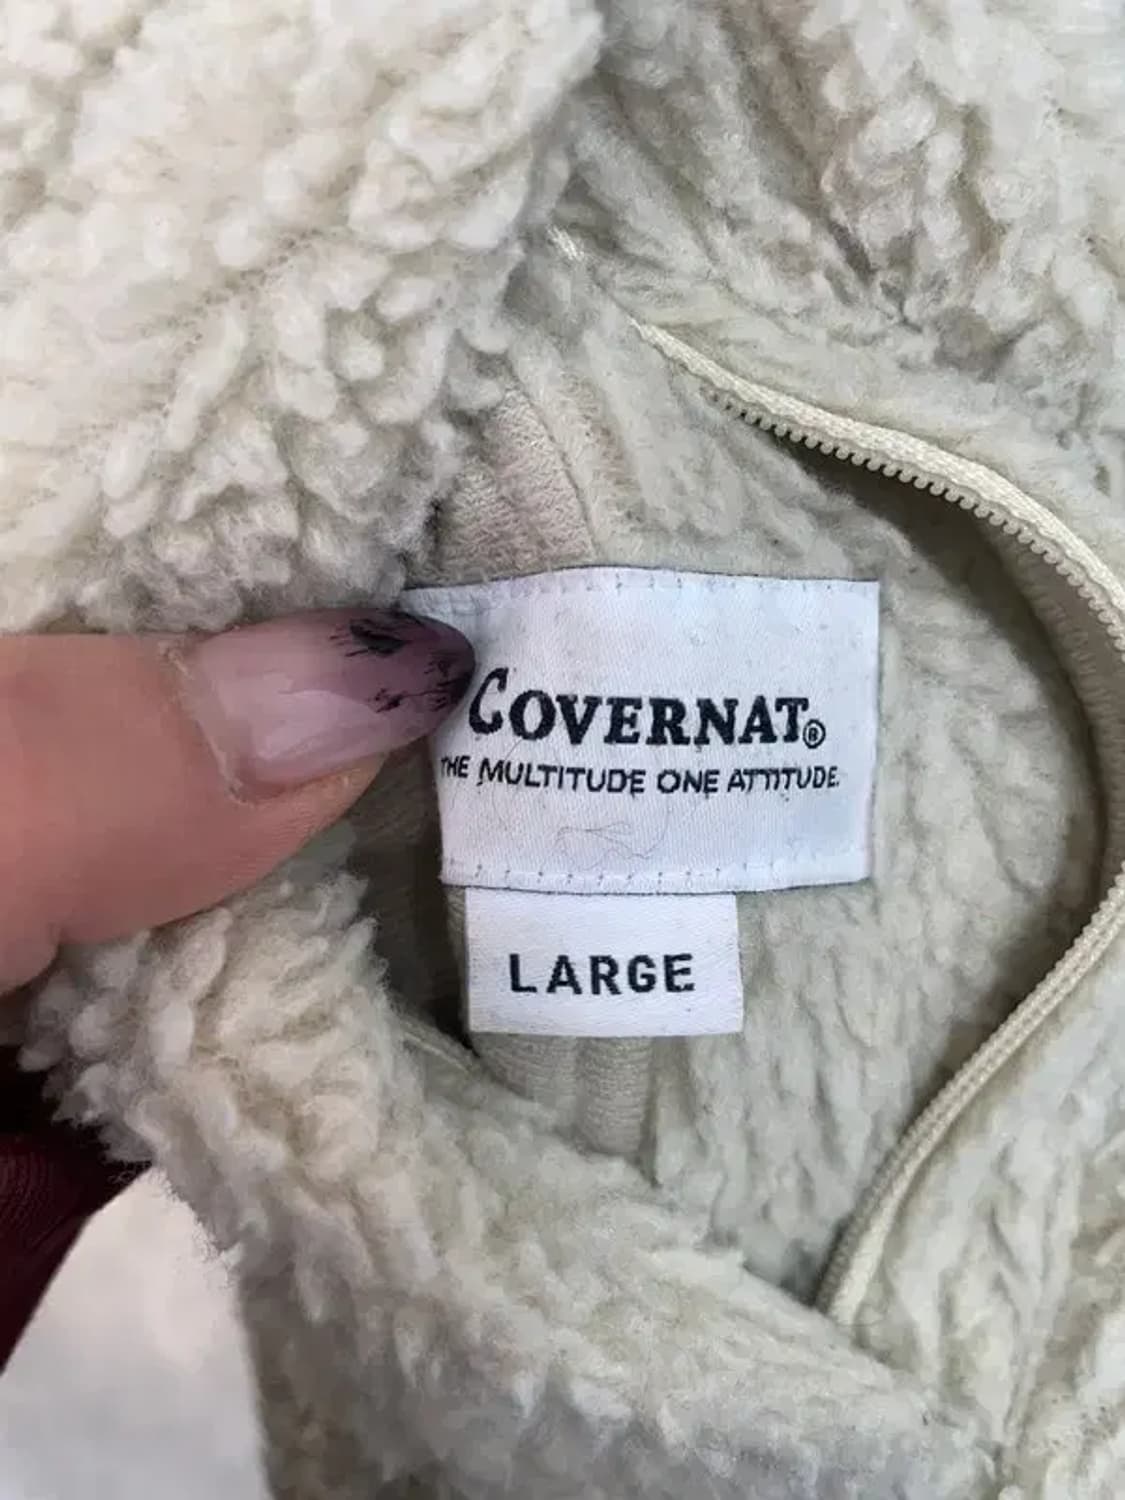 COVERNAT®
THE MULTITUDE ONE ATTITUDE.
LARGE